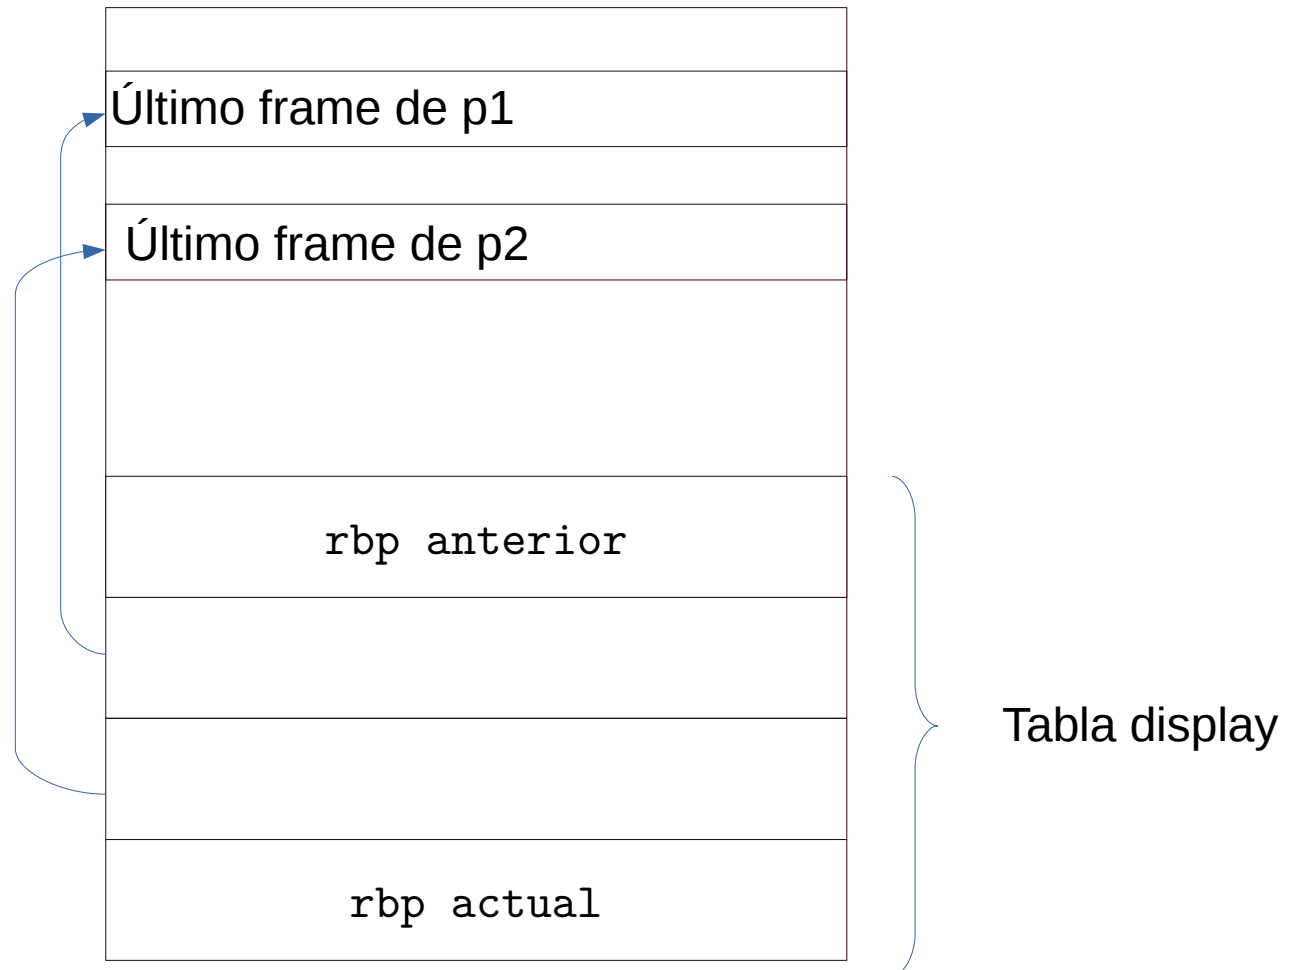 Último frame de p1
Último frame de p2
rbp anterior
Tabla display
rbp actual